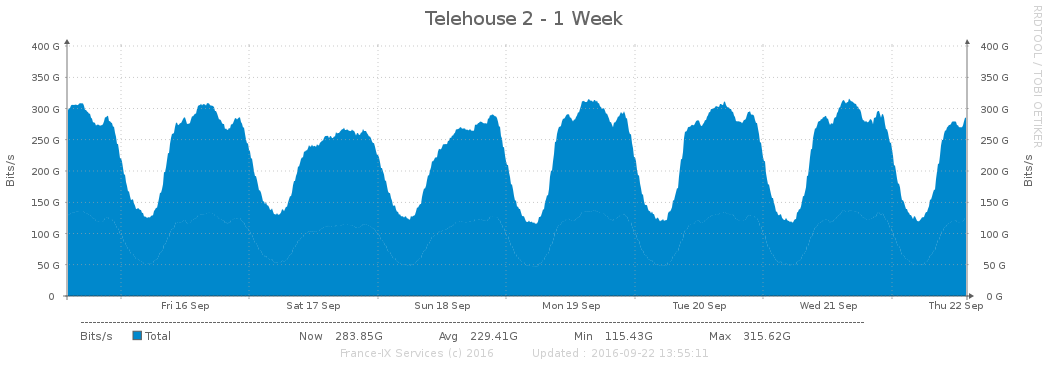 Telehouse 2 - 1 Week
RRDTOOL / TOBI OETIKER
400 G 400 G
350 G 350 G
300 G 300 G
250 G 250 G
200 G 200 G
150 G 150 G
100 G 100 G
50 G 50 G
0 0 G
Bits/s
Bits/s
Fri 16 Sep Sat 17 Sep Sun 18 Sep Mon 19 Sep Tue 20 Sep Wed 21 Sep Thu 22 Sep
Bits/s Total Now 283.85G Avg 229.41G Min 115.43G Max 315.62G
France-IX Services (c) 2016 Updated : 2016-09-22 13:55:11